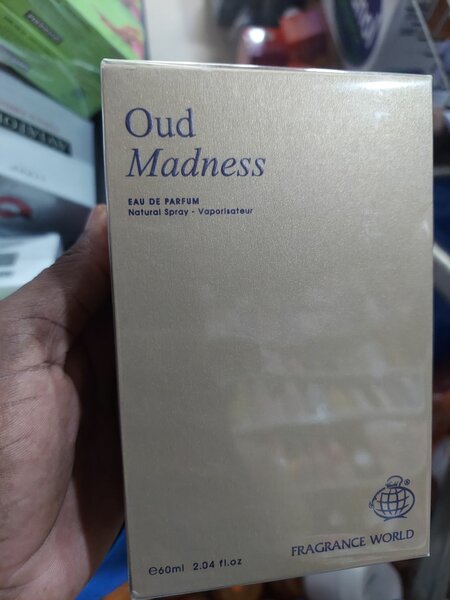 Oud
Madness
EAU DE PARFUM
Natural Spray - Vaporisateur
FRAGRANCE WORLD
℮60ml 2.04 fl.oz